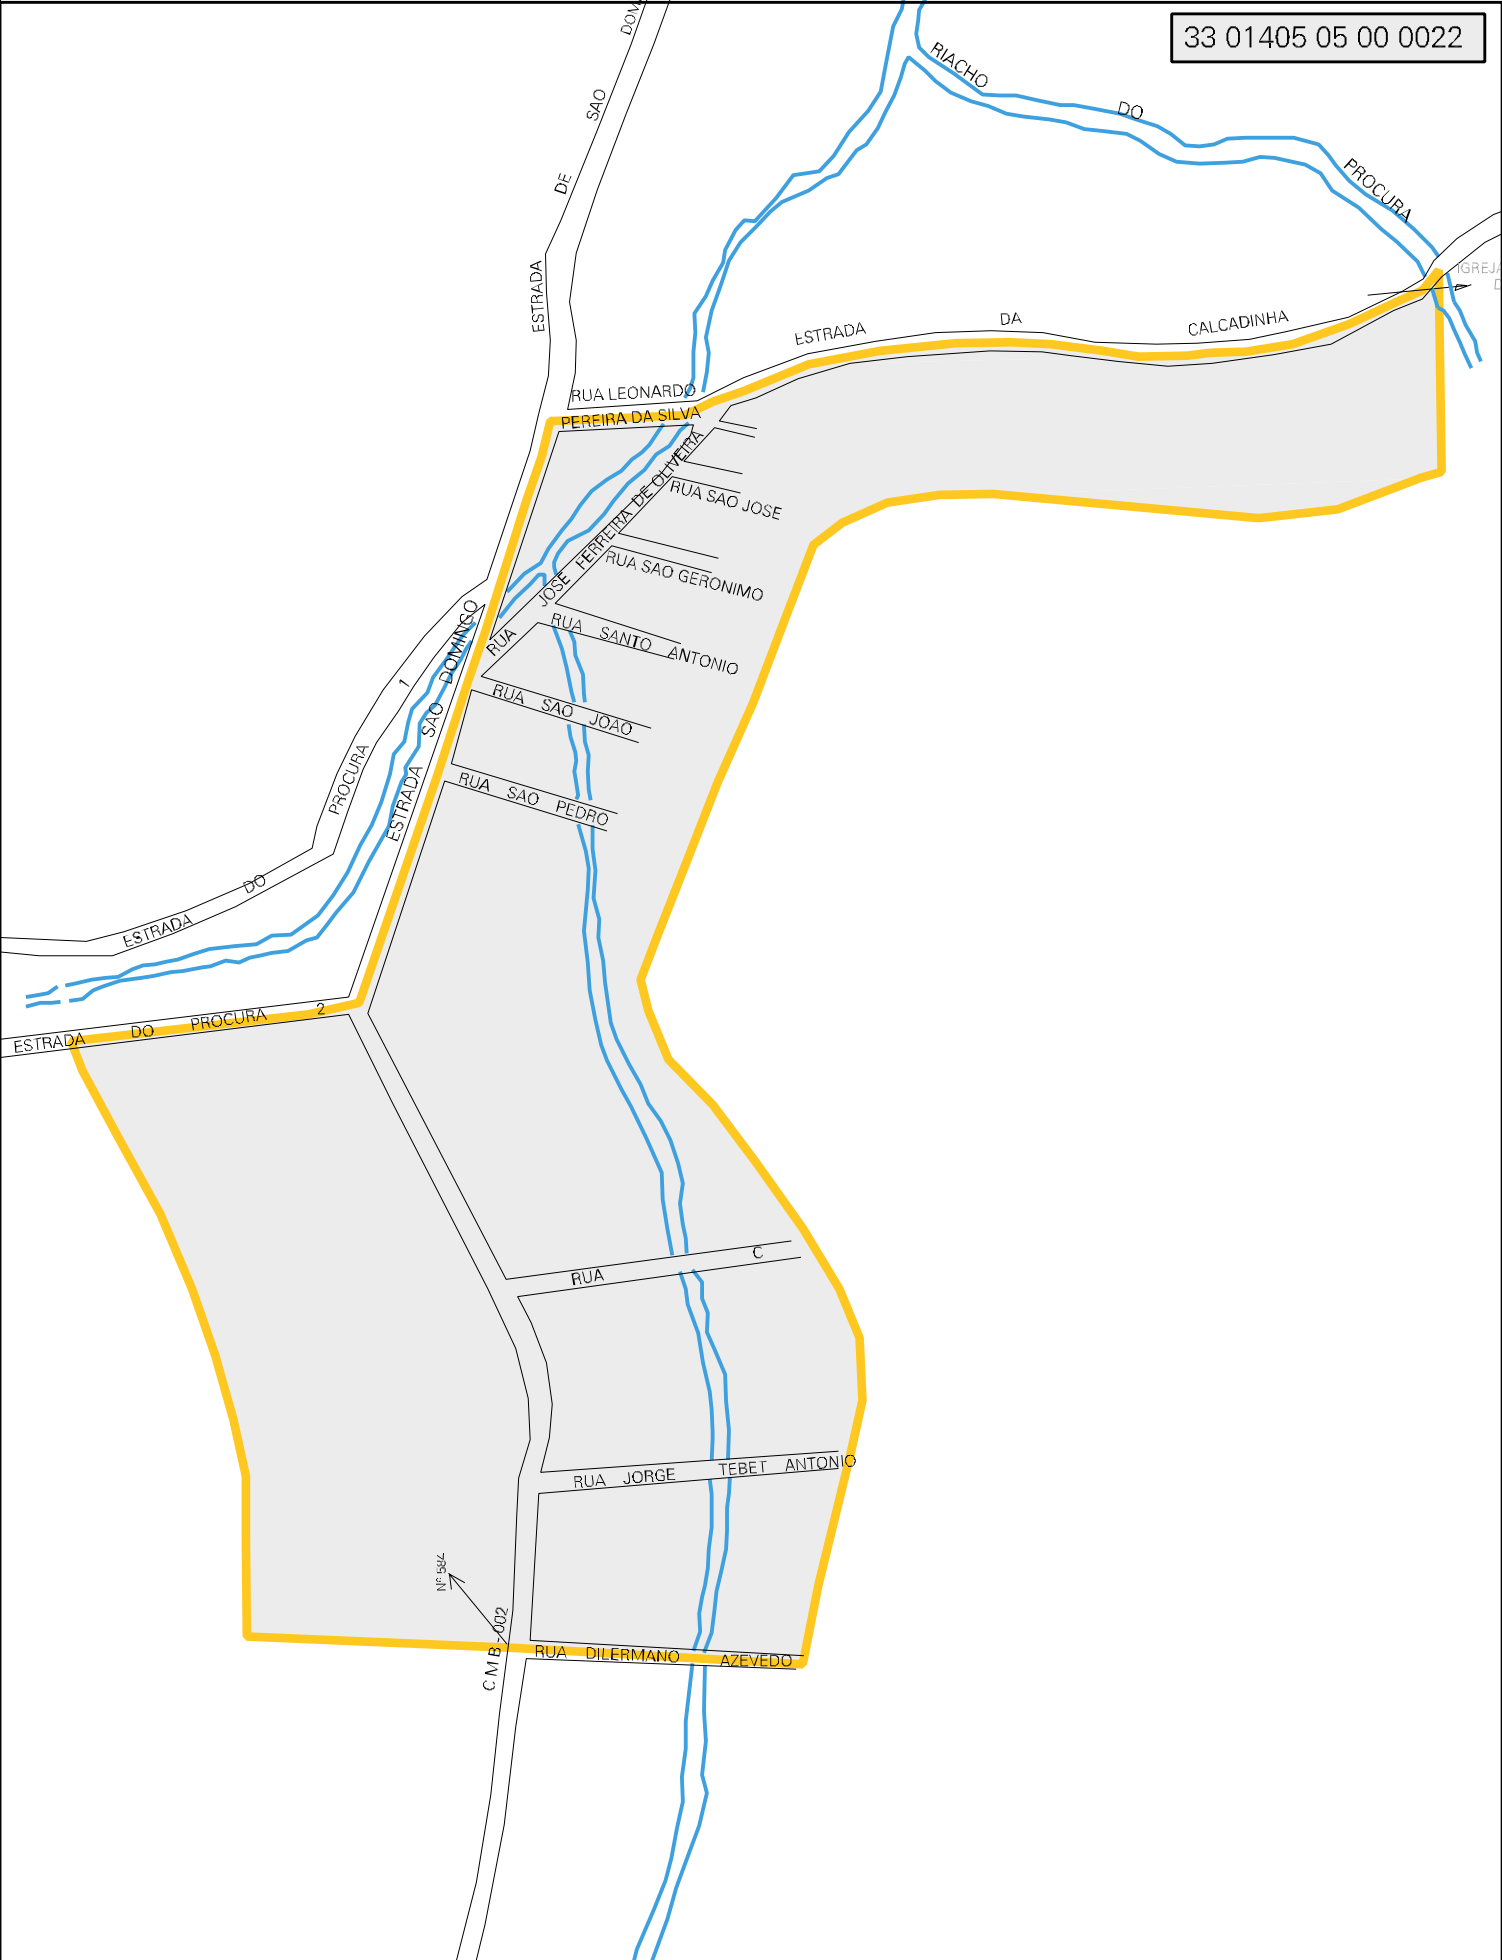 33 01405 05 00 0022
RIACHO DO PROCURA
ESTRADA DE SAO
IGREJA
ESTRADA DA CALCADINHA
RUA LEONARDO
PEREIRA DA SILVA
RUA JOSE FERREIRA DE OLIVEIRA
RUA SAO JOSE
RUA SAO GERONIMO
RUA SANTO ANTONIO
RUA SAO JOAO
RUA SAO PEDRO
ESTRADA SAO DOMINGO
ESTRADA DO PROCURA 1
ESTRADA DO PROCURA 2
RUA C
RUA JORGE TEBET ANTONIO
Nº 584
CMB-002
RUA DILERMANO AZEVEDO